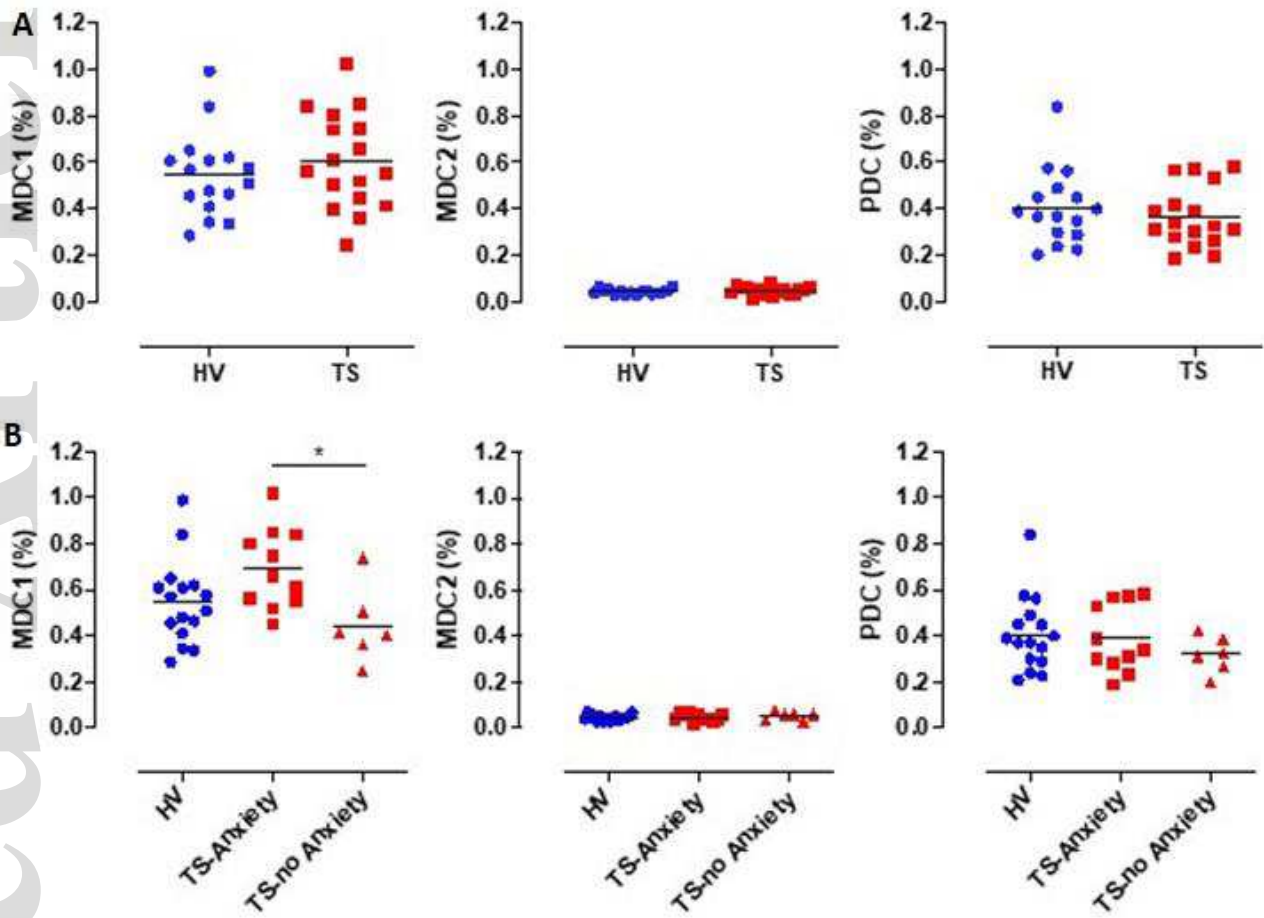 A
1.2
1.0
0.8
0.6
0.4
0.2
0.0
MDC1 (%)
HV
TS
1.2
1.0
0.8
0.6
0.4
0.2
0.0
MDC2 (%)
HV
TS
1.2
1.0
0.8
0.6
0.4
0.2
0.0
PDC (%)
HV
TS
B
1.2
1.0
0.8
0.6
0.4
0.2
0.0
MDC1 (%)
*
HV
TS-Anxiety
TS-no Anxiety
1.2
1.0
0.8
0.6
0.4
0.2
0.0
MDC2 (%)
HV
TS-Anxiety
TS-no Anxiety
1.2
1.0
0.8
0.6
0.4
0.2
0.0
PDC (%)
HV
TS-Anxiety
TS-no Anxiety